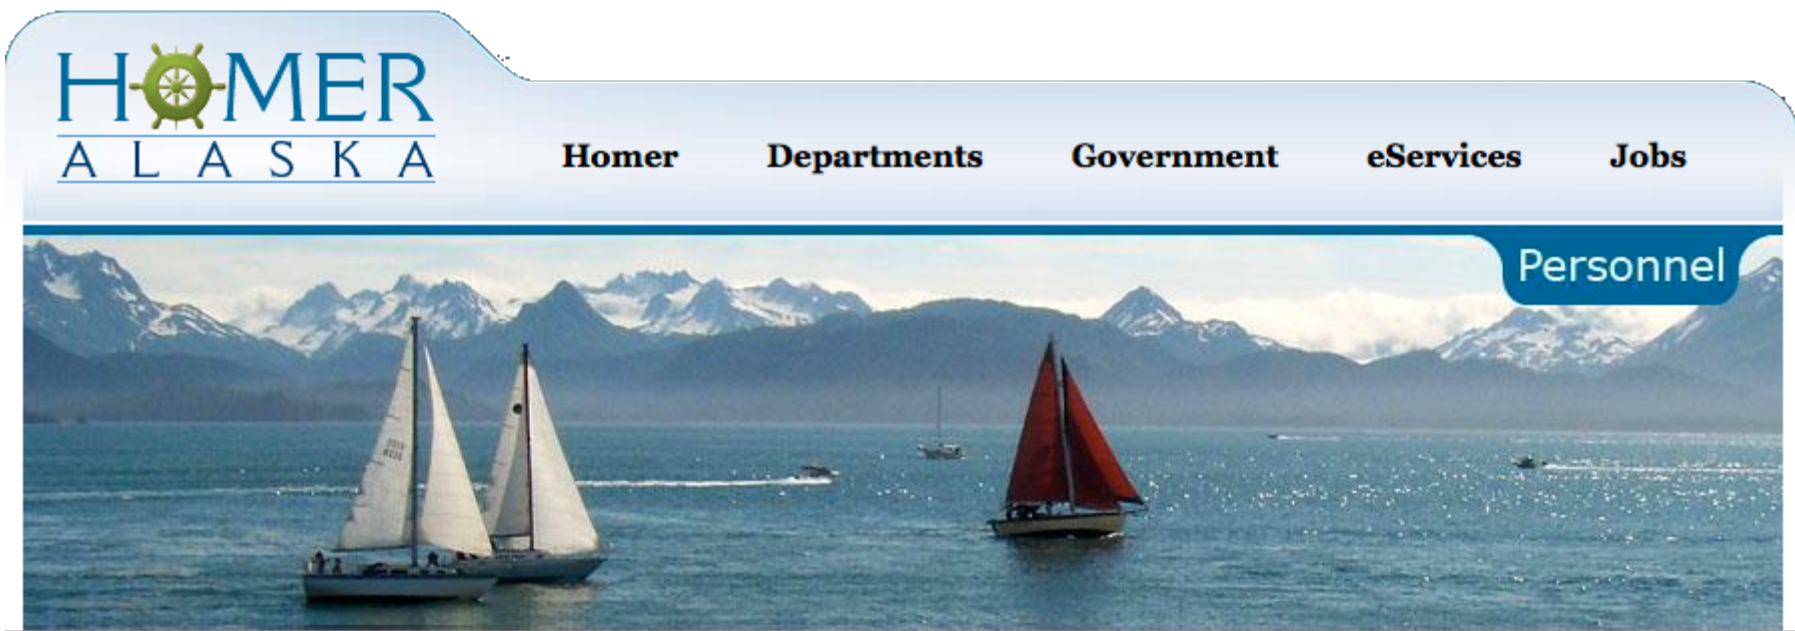 HOMER
ALASKA
Homer Departments Government eServices Jobs
Personnel